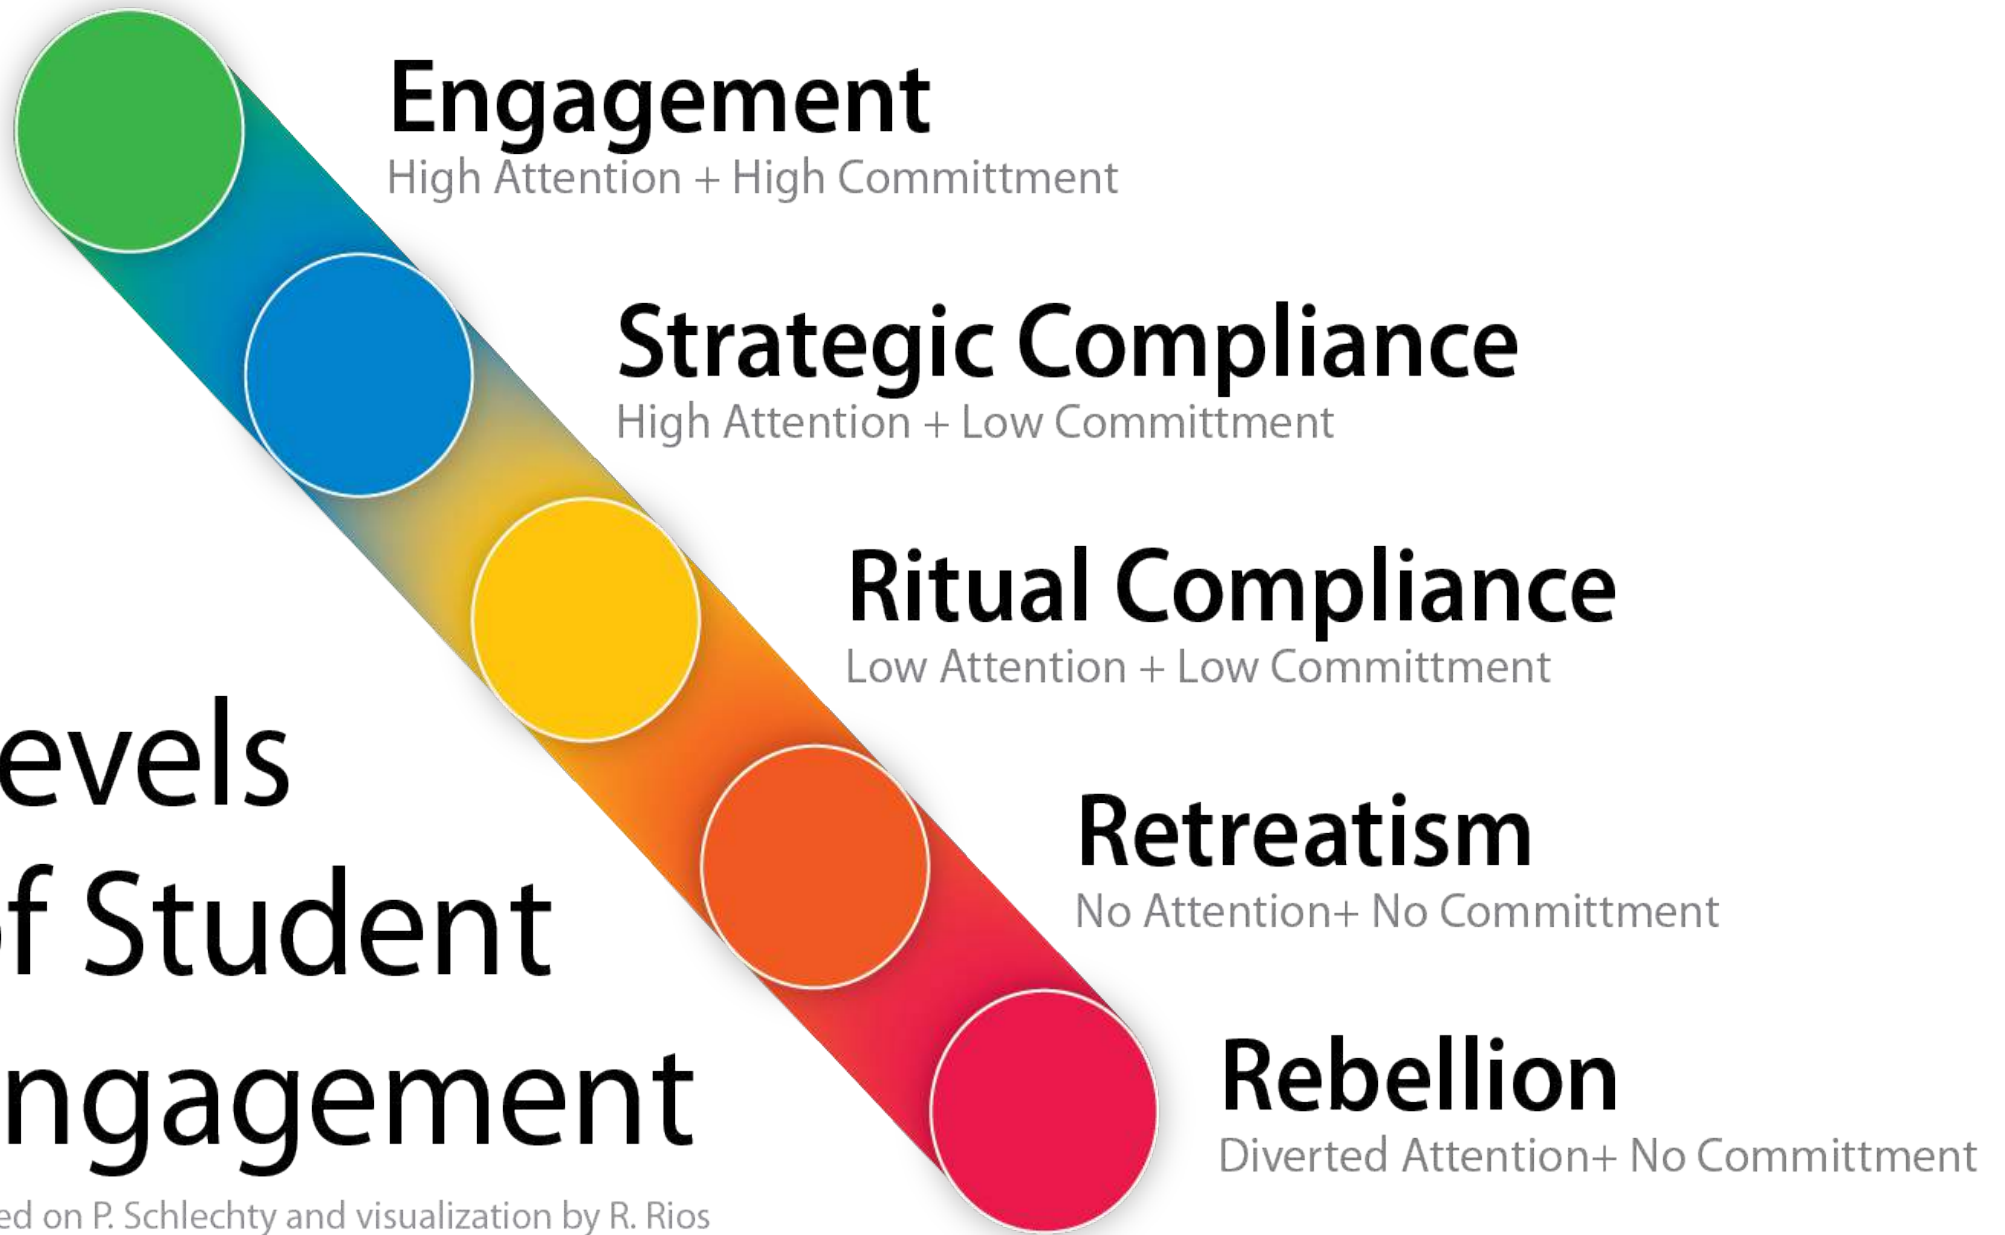 Engagement
High Attention + High Committment
Strategic Compliance
High Attention + Low Committment
Ritual Compliance
Low Attention + Low Committment
Retreatism
No Attention+ No Committment
Rebellion
Diverted Attention+ No Committment
evels
of Student
ngagement
ed on P. Schlechty and visualization by R. Rios